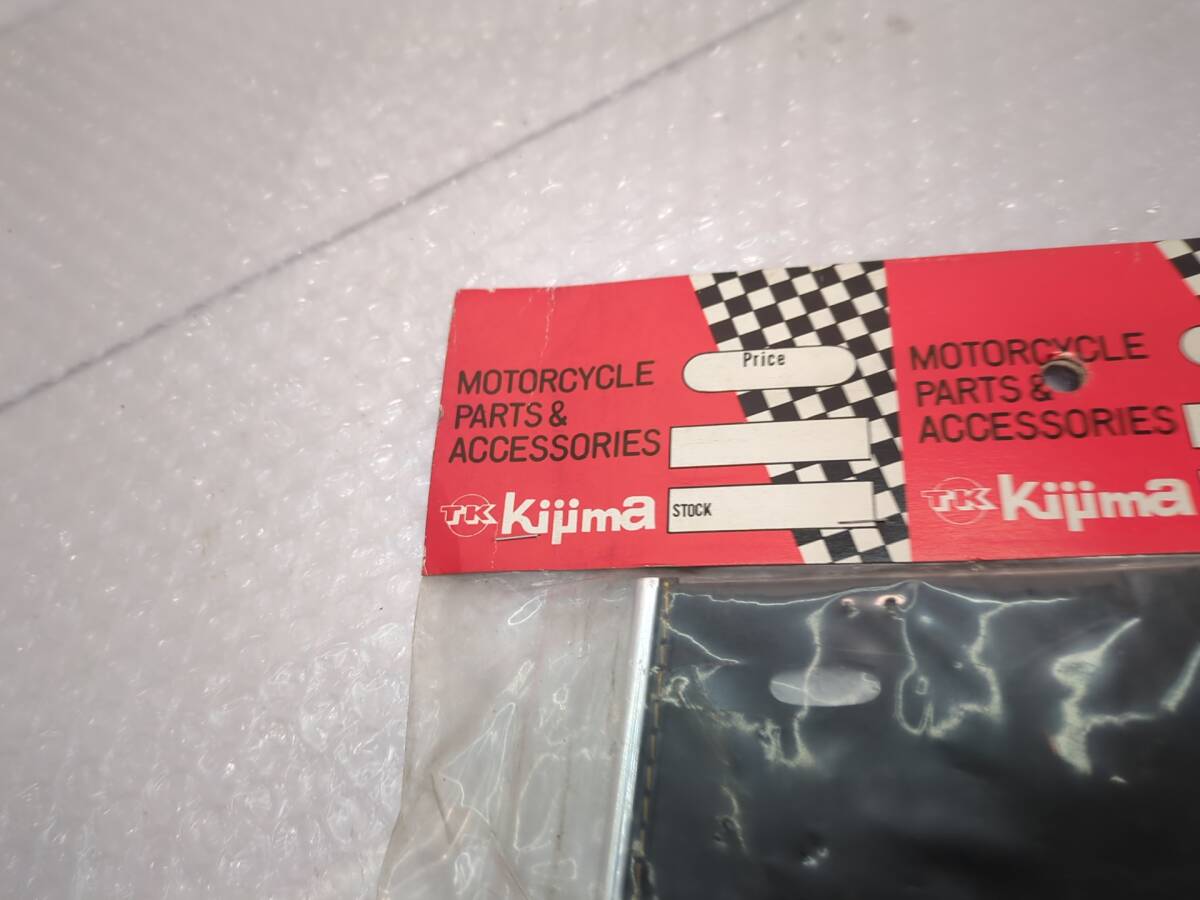 MOTORCYCLE
PARTS &
ACCESSORIES
TK Kijima
Price
STOCK
MOTORCYCLE
PARTS &
ACCESSORIES
TK Kijima